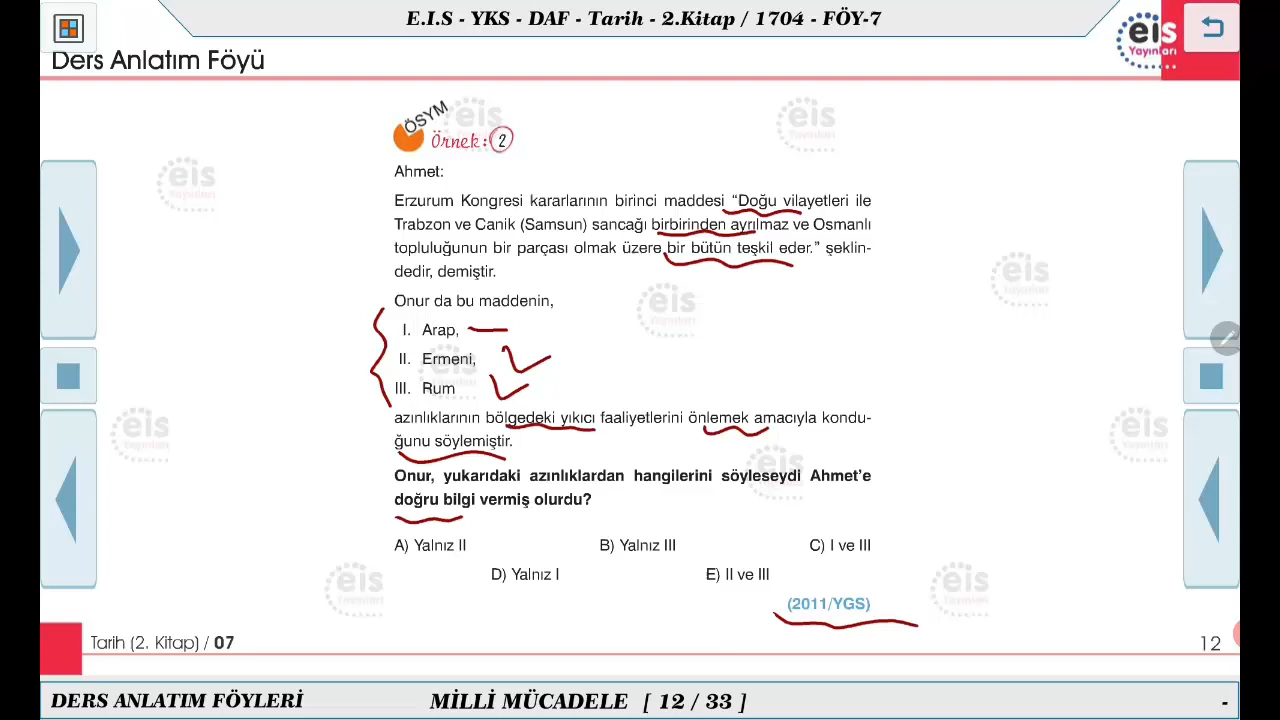 E.I.S - YKS - DAF - Tarih - 2.Kitap / 1704 - FÖY-7
eis
Yayınları
Ders Anlatım Föyü
ÖSYM
Örnek: 2
Ahmet:
Erzurum Kongresi kararlarının birinci maddesi “Doğu vilayetleri ile
Trabzon ve Canik (Samsun) sancağı birbirinden ayrılmaz ve Osmanlı
topluluğunun bir parçası olmak üzere bir bütün teşkil eder.” şeklin-
dedir, demiştir.
Onur da bu maddenin,
I. Arap,
II. Ermeni,
III. Rum
azınlıklarının bölgedeki yıkıcı faaliyetlerini önlemek amacıyla kondu-
ğunu söylemiştir.
Onur, yukarıdaki azınlıklardan hangilerini söyleseydi Ahmet’e
doğru bilgi vermiş olurdu?
A) Yalnız II B) Yalnız III C) I ve III
D) Yalnız I E) II ve III
(2011/YGS)
Tarih (2. Kitap) / 07 12
DERS ANLATIM FÖYLERİ MİLLİ MÜCADELE [ 12 / 33 ] -